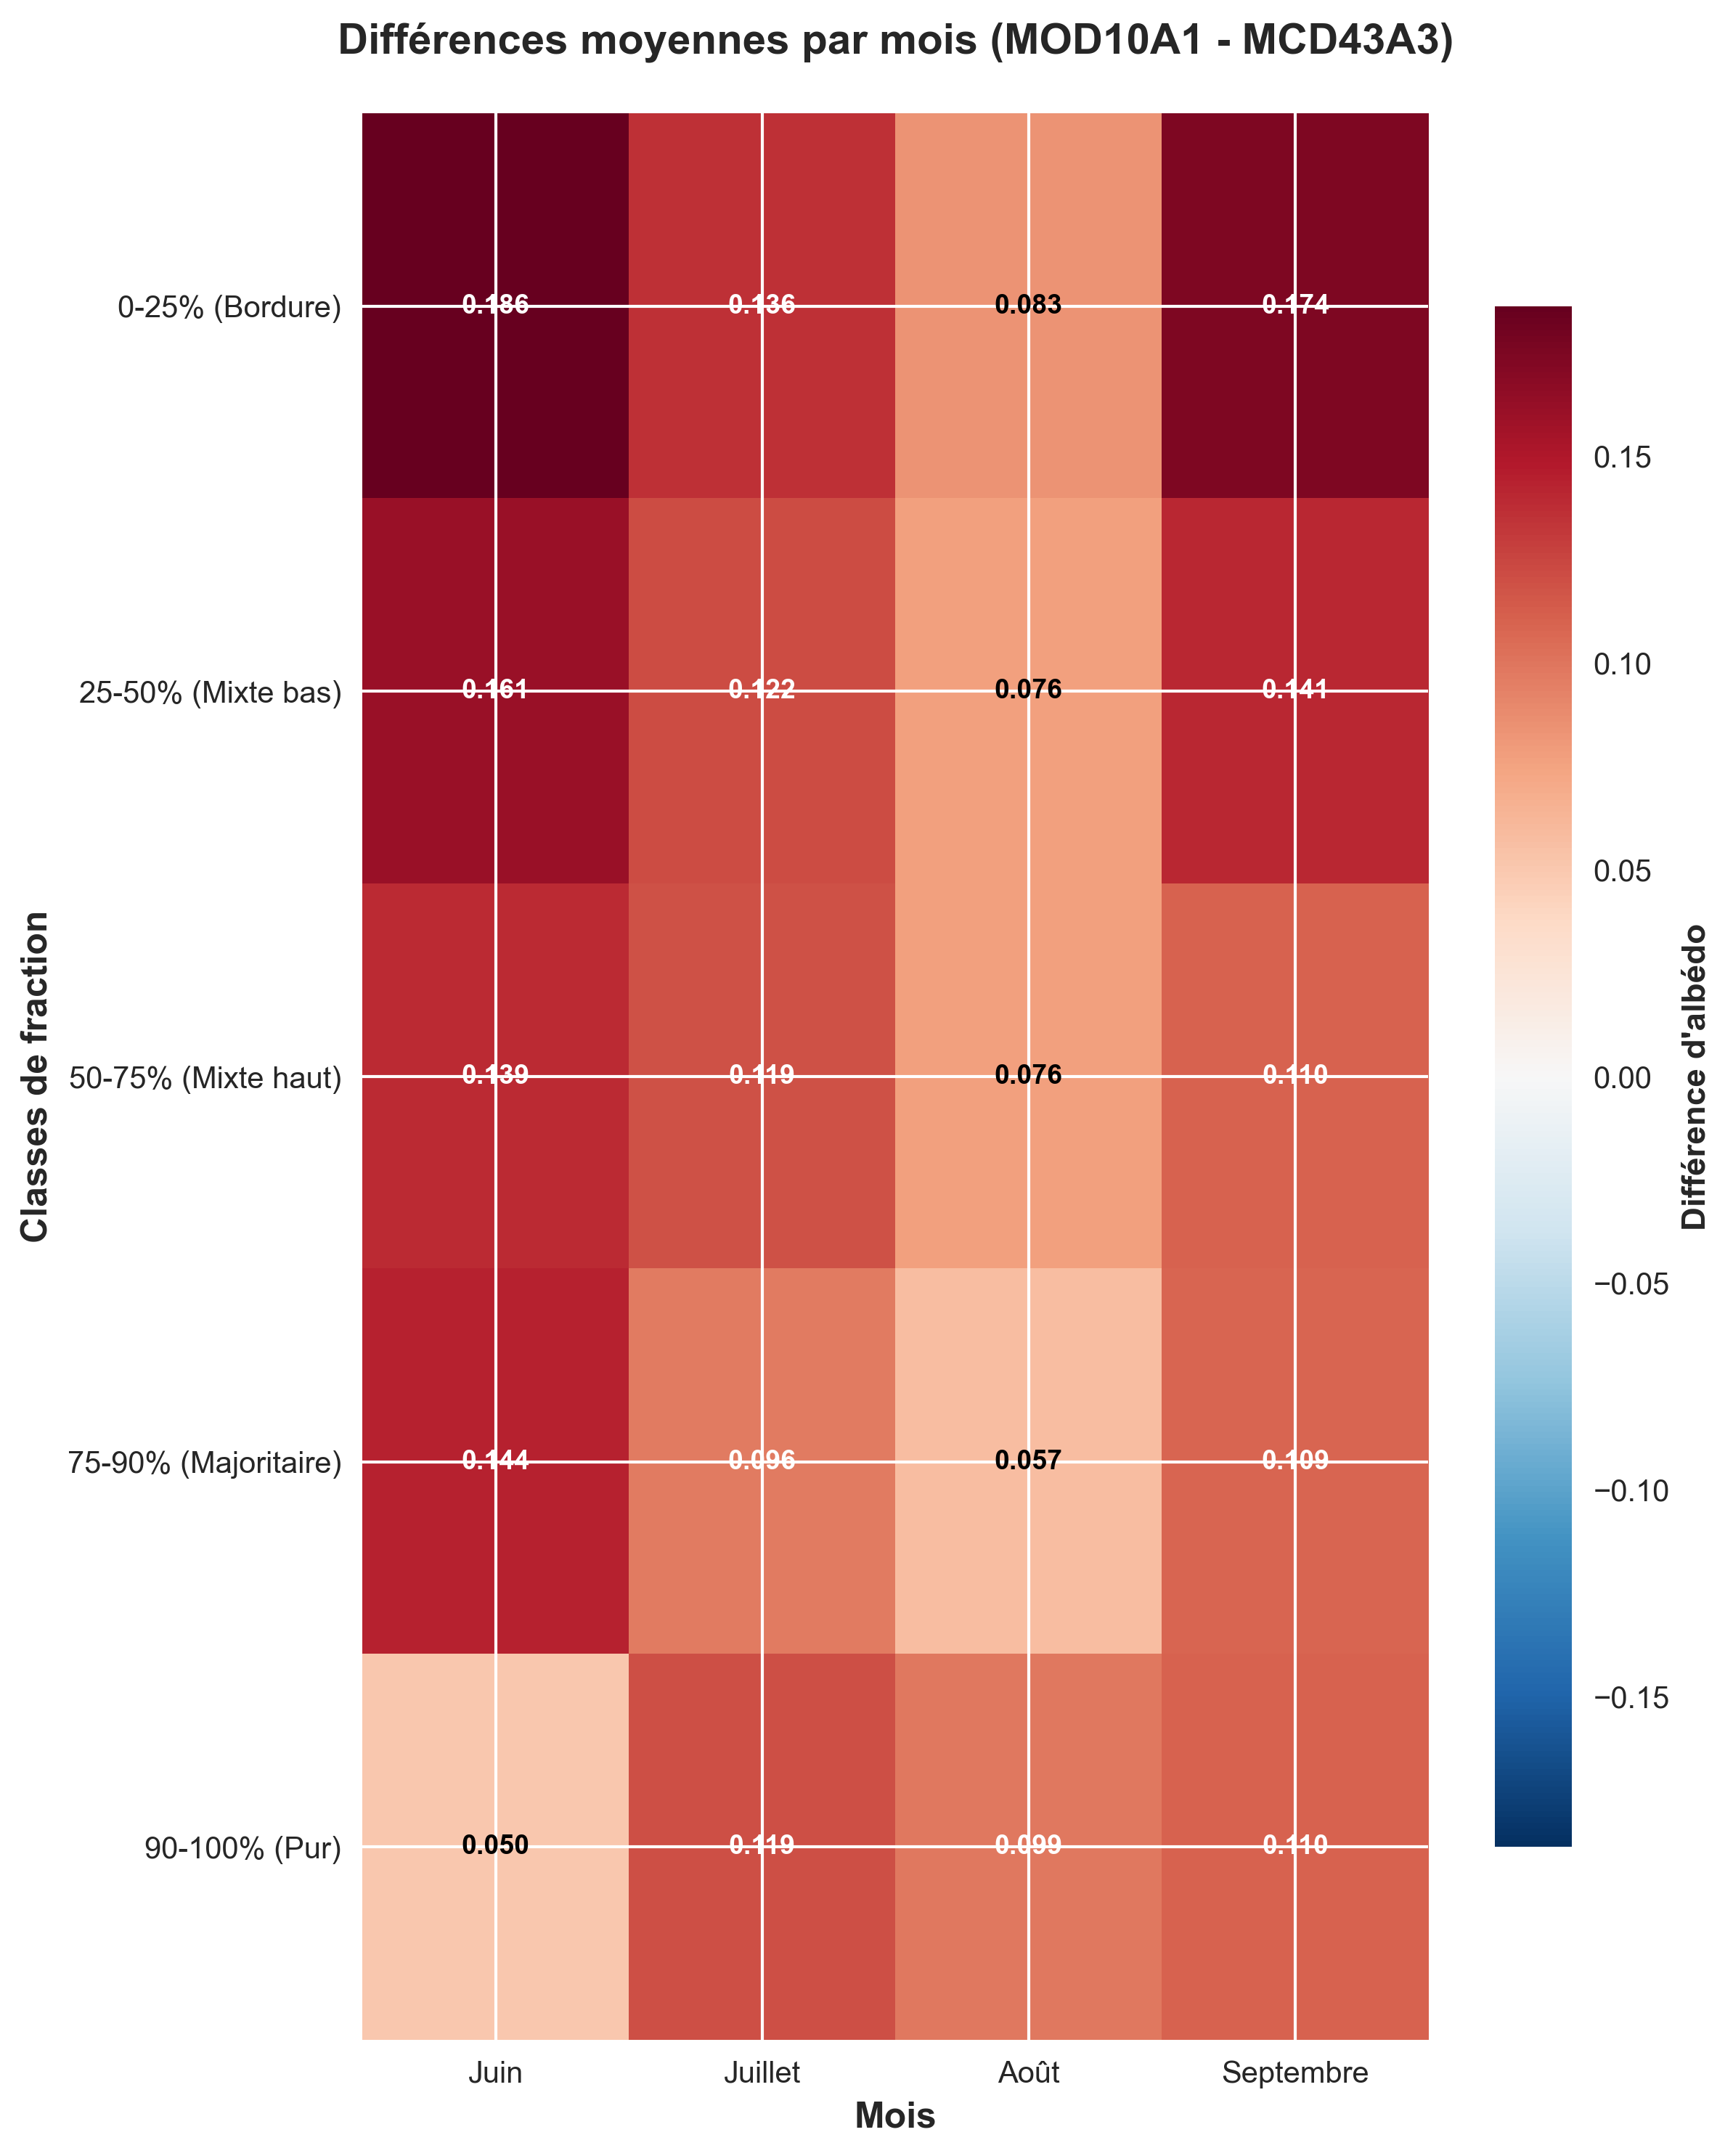 Différences moyennes par mois (MOD10A1 - MCD43A3)
Classes de fraction
0-25% (Bordure) 0.186 0.136 0.083 0.174
25-50% (Mixte bas) 0.161 0.122 0.076 0.141
50-75% (Mixte haut) 0.139 0.119 0.076 0.110
75-90% (Majoritaire) 0.144 0.096 0.057 0.109
90-100% (Pur) 0.050 0.119 0.099 0.110
Juin Juillet Août Septembre
Mois
0.15
0.10
0.05
0.00
−0.05
−0.10
−0.15
Différence d'albédo